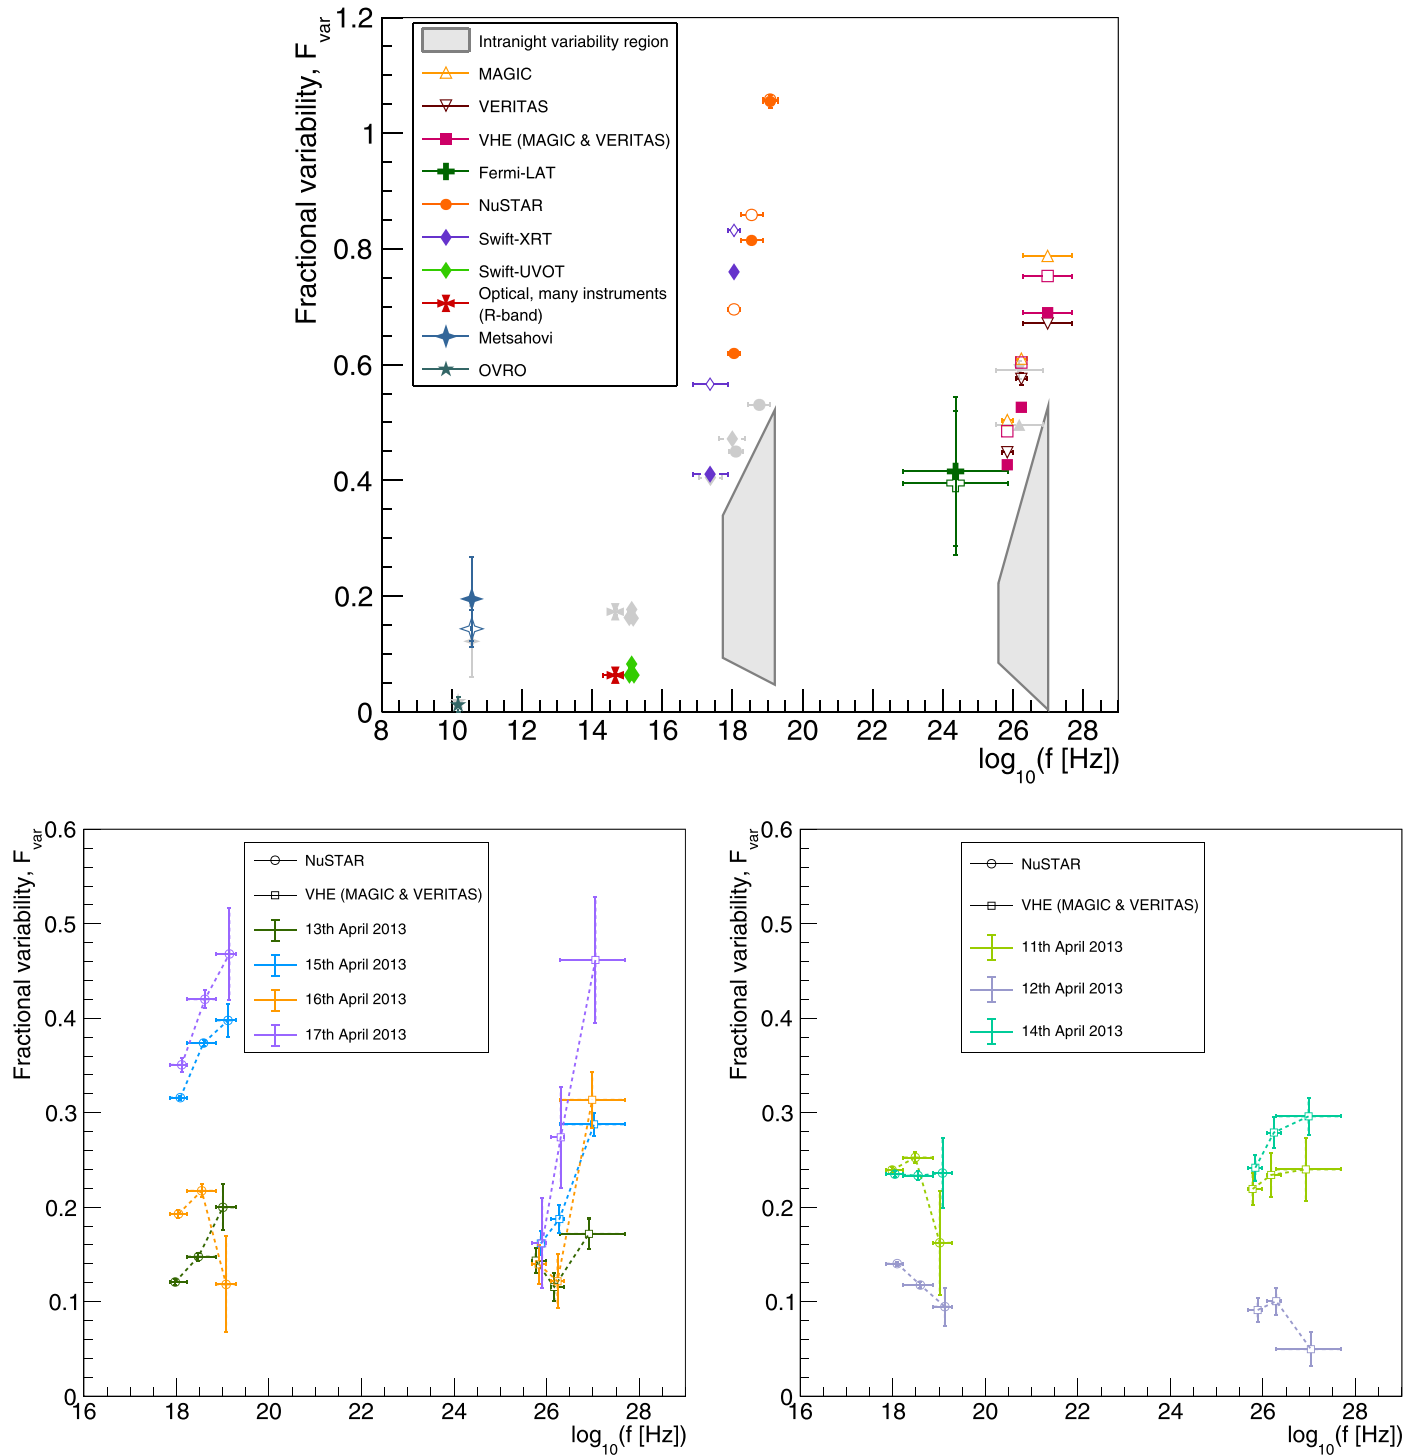 Fractional variability, Fvar
1.2
1
0.8
0.6
0.4
0.2
0
Intranight variability region
MAGIC
VERITAS
VHE (MAGIC & VERITAS)
Fermi-LAT
NuSTAR
Swift-XRT
Swift-UVOT
Optical, many instruments
(R-band)
Metsahovi
OVRO
8 10 12 14 16 18 20 22 24 26 28
log10(f [Hz])
Fractional variability, Fvar
0.6
0.5
0.4
0.3
0.2
0.1
0
NuSTAR
VHE (MAGIC & VERITAS)
13th April 2013
15th April 2013
16th April 2013
17th April 2013
16 18 20 22 24 26 28
log10(f [Hz])
Fractional variability, Fvar
0.6
0.5
0.4
0.3
0.2
0.1
0
NuSTAR
VHE (MAGIC & VERITAS)
11th April 2013
12th April 2013
14th April 2013
16 18 20 22 24 26 28
log10(f [Hz])